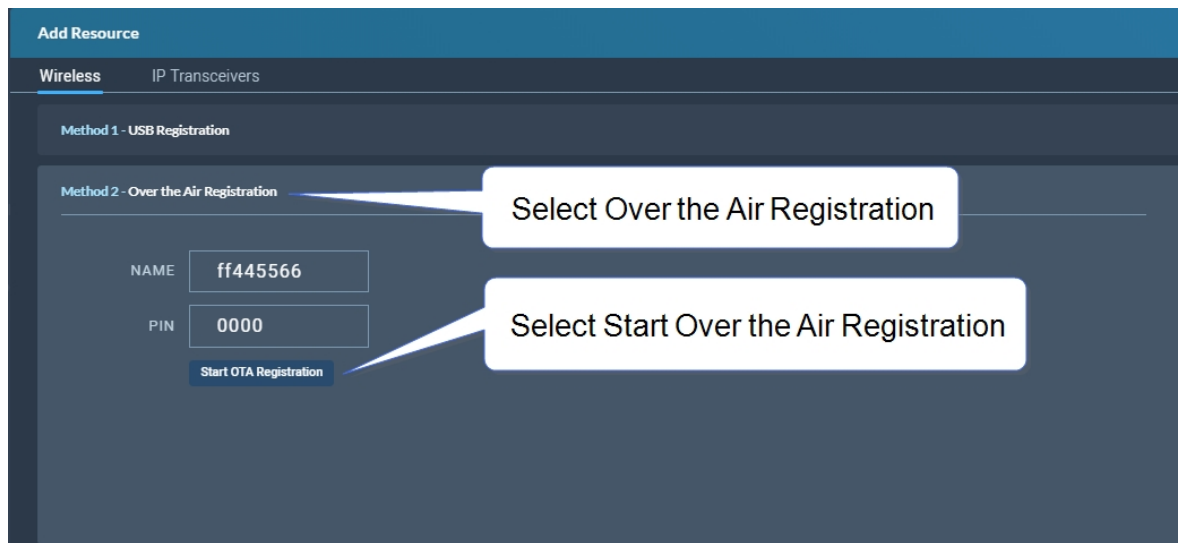 Add Resource
Wireless IP Transceivers
Method 1 - USB Registration
Method 2 - Over the Air Registration
Select Over the Air Registration
NAME ff445566
PIN 0000
Select Start Over the Air Registration
Start OTA Registration